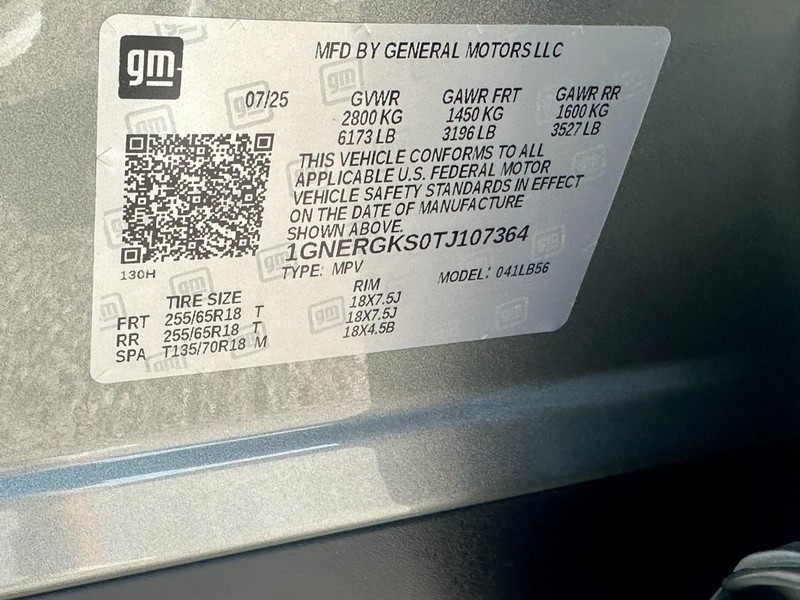 gm
MFD BY GENERAL MOTORS LLC
07/25 GVWR GAWR FRT GAWR RR
2800 KG 1450 KG 1600 KG
6173 LB 3196 LB 3527 LB
THIS VEHICLE CONFORMS TO ALL
APPLICABLE U.S. FEDERAL MOTOR
VEHICLE SAFETY STANDARDS IN EFFECT
ON THE DATE OF MANUFACTURE
SHOWN ABOVE.
1GNERGKS0TJ107364
130H
TYPE: MPV MODEL: 041LB56
TIRE SIZE RIM
FRT 255/65R18 T 18X7.5J
RR 255/65R18 T 18X7.5J
SPA T135/70R18 M 18X4.5B